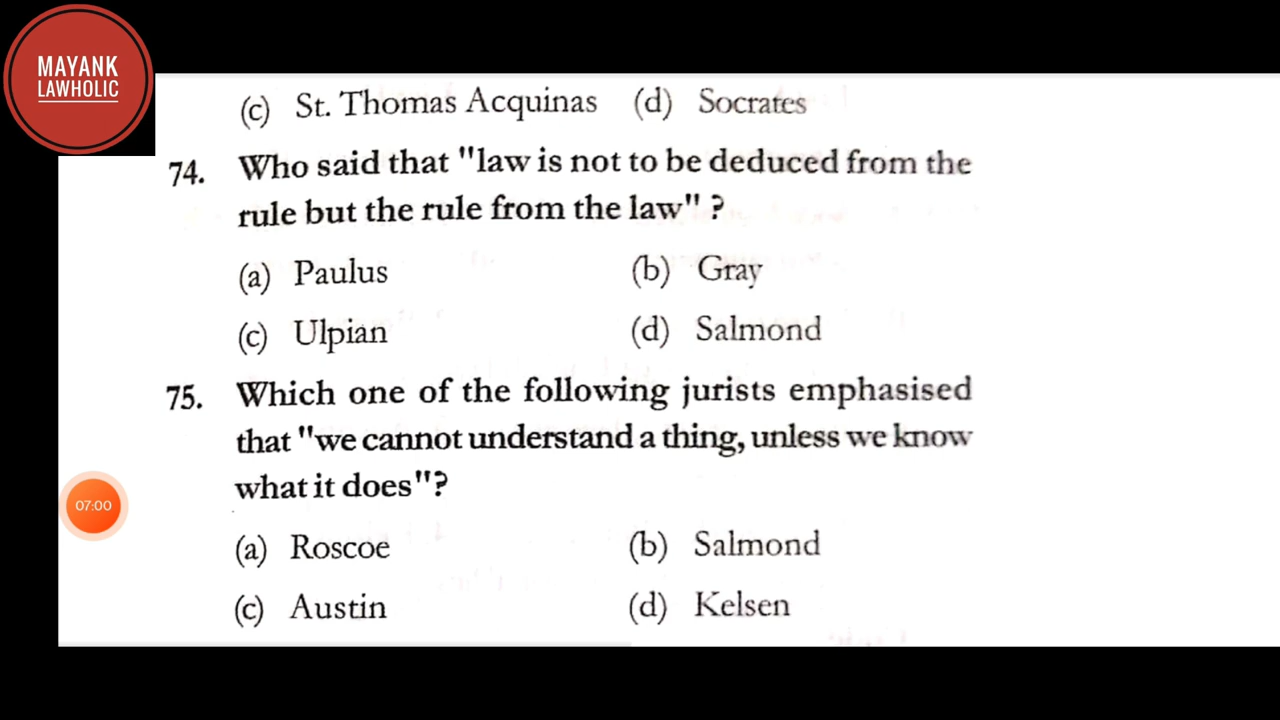 MAYANK
LAWHOLIC
(c) St. Thomas Acquinas (d) Socrates
74. Who said that "law is not to be deduced from the
rule but the rule from the law" ?
(a) Paulus (b) Gray
(c) Ulpian (d) Salmond
75. Which one of the following jurists emphasised
that "we cannot understand a thing, unless we know
what it does"?
07:00
(a) Roscoe (b) Salmond
(c) Austin (d) Kelsen